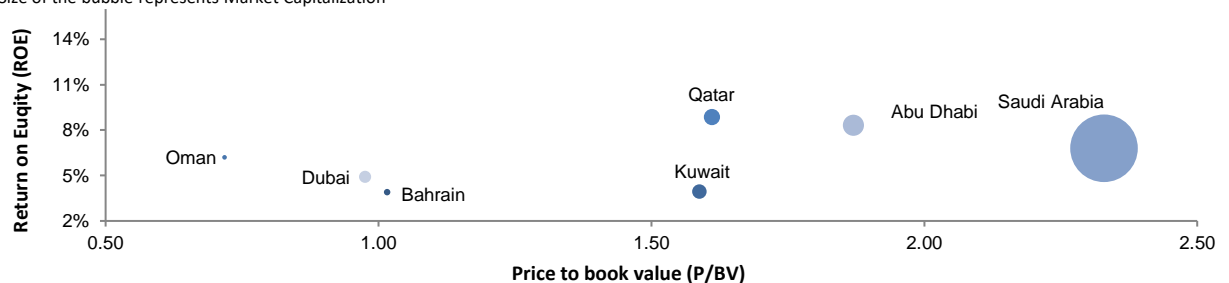 Size of the bubble represents Market Capitalization
Return on Euqity (ROE)
14%
11%
8%
5%
2%
Qatar
Abu Dhabi
Saudi Arabia
Oman
Dubai
Bahrain
Kuwait
0.50
1.00
1.50
2.00
2.50
Price to book value (P/BV)